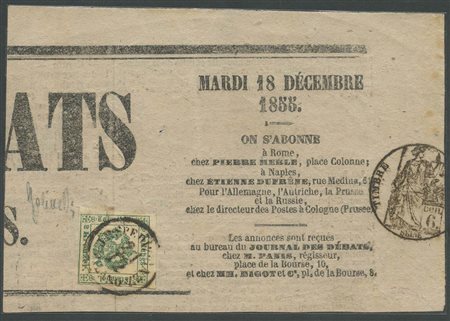 MARDI 18 DÉCEMBRE
1855.
ATS
S.
ON S'ABONNE
à Rome,
chez PIERRE MERLE, place Colonne;
à Naples,
chez ÉTIENNE DUFRÈNE, rue Medina, 6
Pour l'Allemagne, l'Autriche, la Prusse
et la Russie,
chez le directeur des Postes à Cologne (Prusse
Les annonces sont reçues
au bureau du JOURNAL DES DÉBATS,
chez M. PANIS, régisseur,
place de la Bourse, 10,
et chez MM. BIGOT et Ce, pl. de la Bourse, 8.
TIMBRE
6